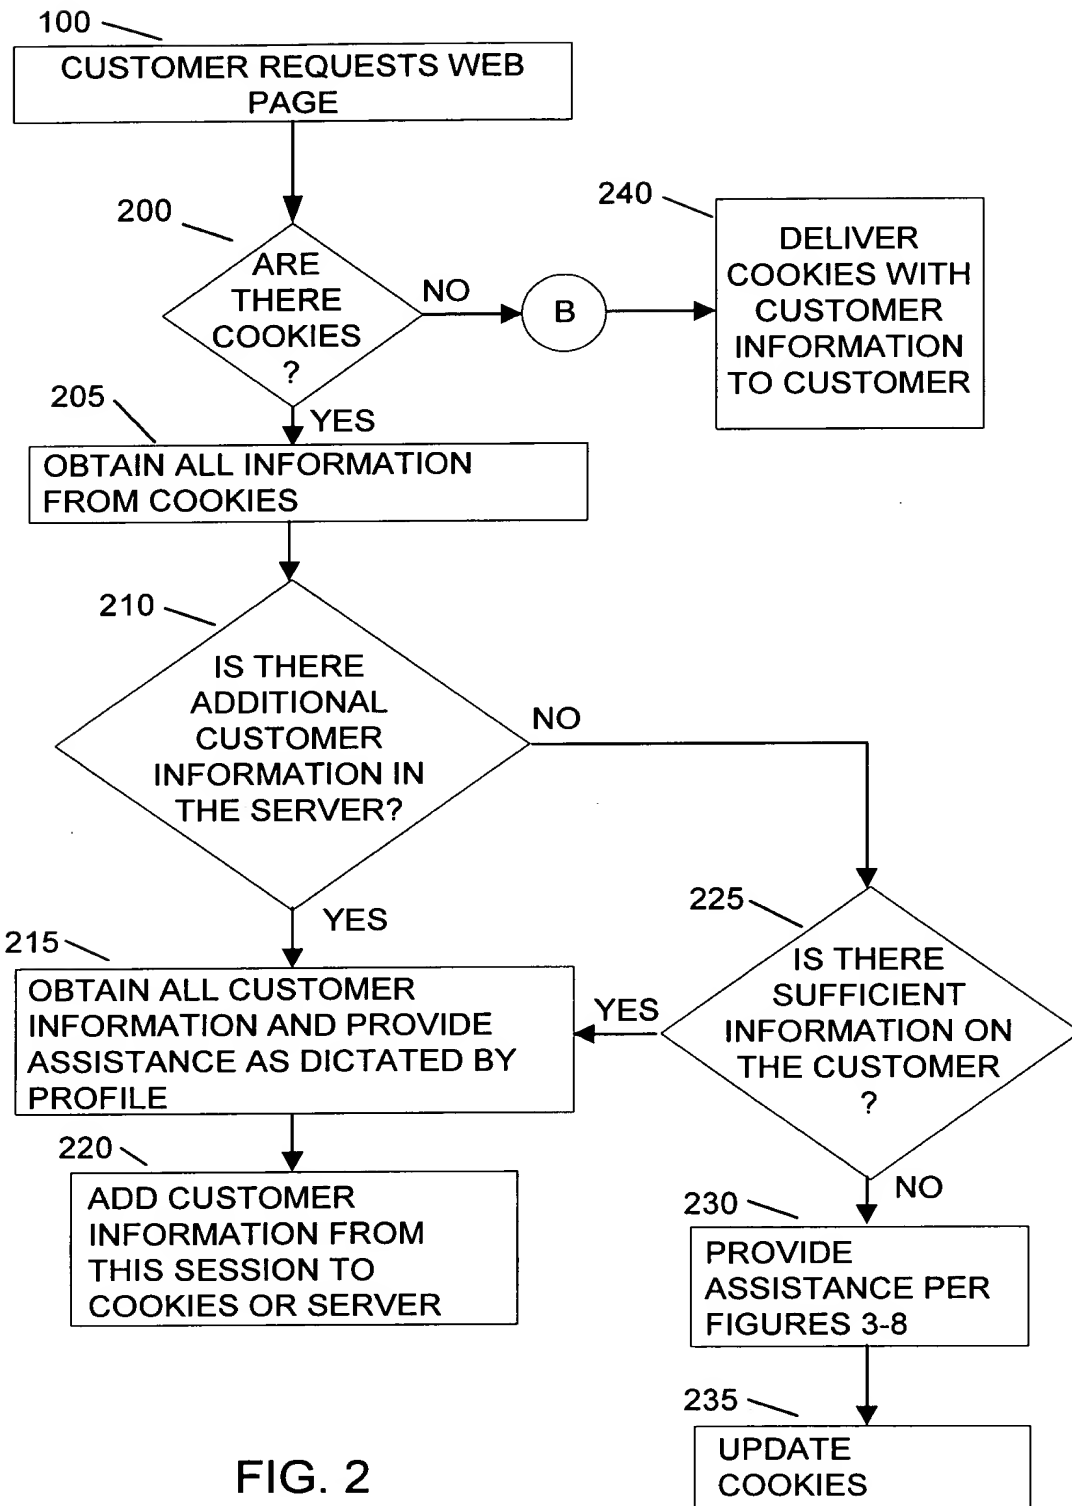 100
CUSTOMER REQUESTS WEB
PAGE
200
ARE
THERE
COOKIES
?
NO
B
240
DELIVER
COOKIES WITH
CUSTOMER
INFORMATION
TO CUSTOMER
YES
205
OBTAIN ALL INFORMATION
FROM COOKIES
210
IS THERE
ADDITIONAL
CUSTOMER
INFORMATION IN
THE SERVER?
NO
YES
215
OBTAIN ALL CUSTOMER
INFORMATION AND PROVIDE
ASSISTANCE AS DICTATED BY
PROFILE
225
IS THERE
SUFFICIENT
INFORMATION ON
THE CUSTOMER
?
YES
NO
220
ADD CUSTOMER
INFORMATION FROM
THIS SESSION TO
COOKIES OR SERVER
230
PROVIDE
ASSISTANCE PER
FIGURES 3-8
235
UPDATE
COOKIES
FIG. 2